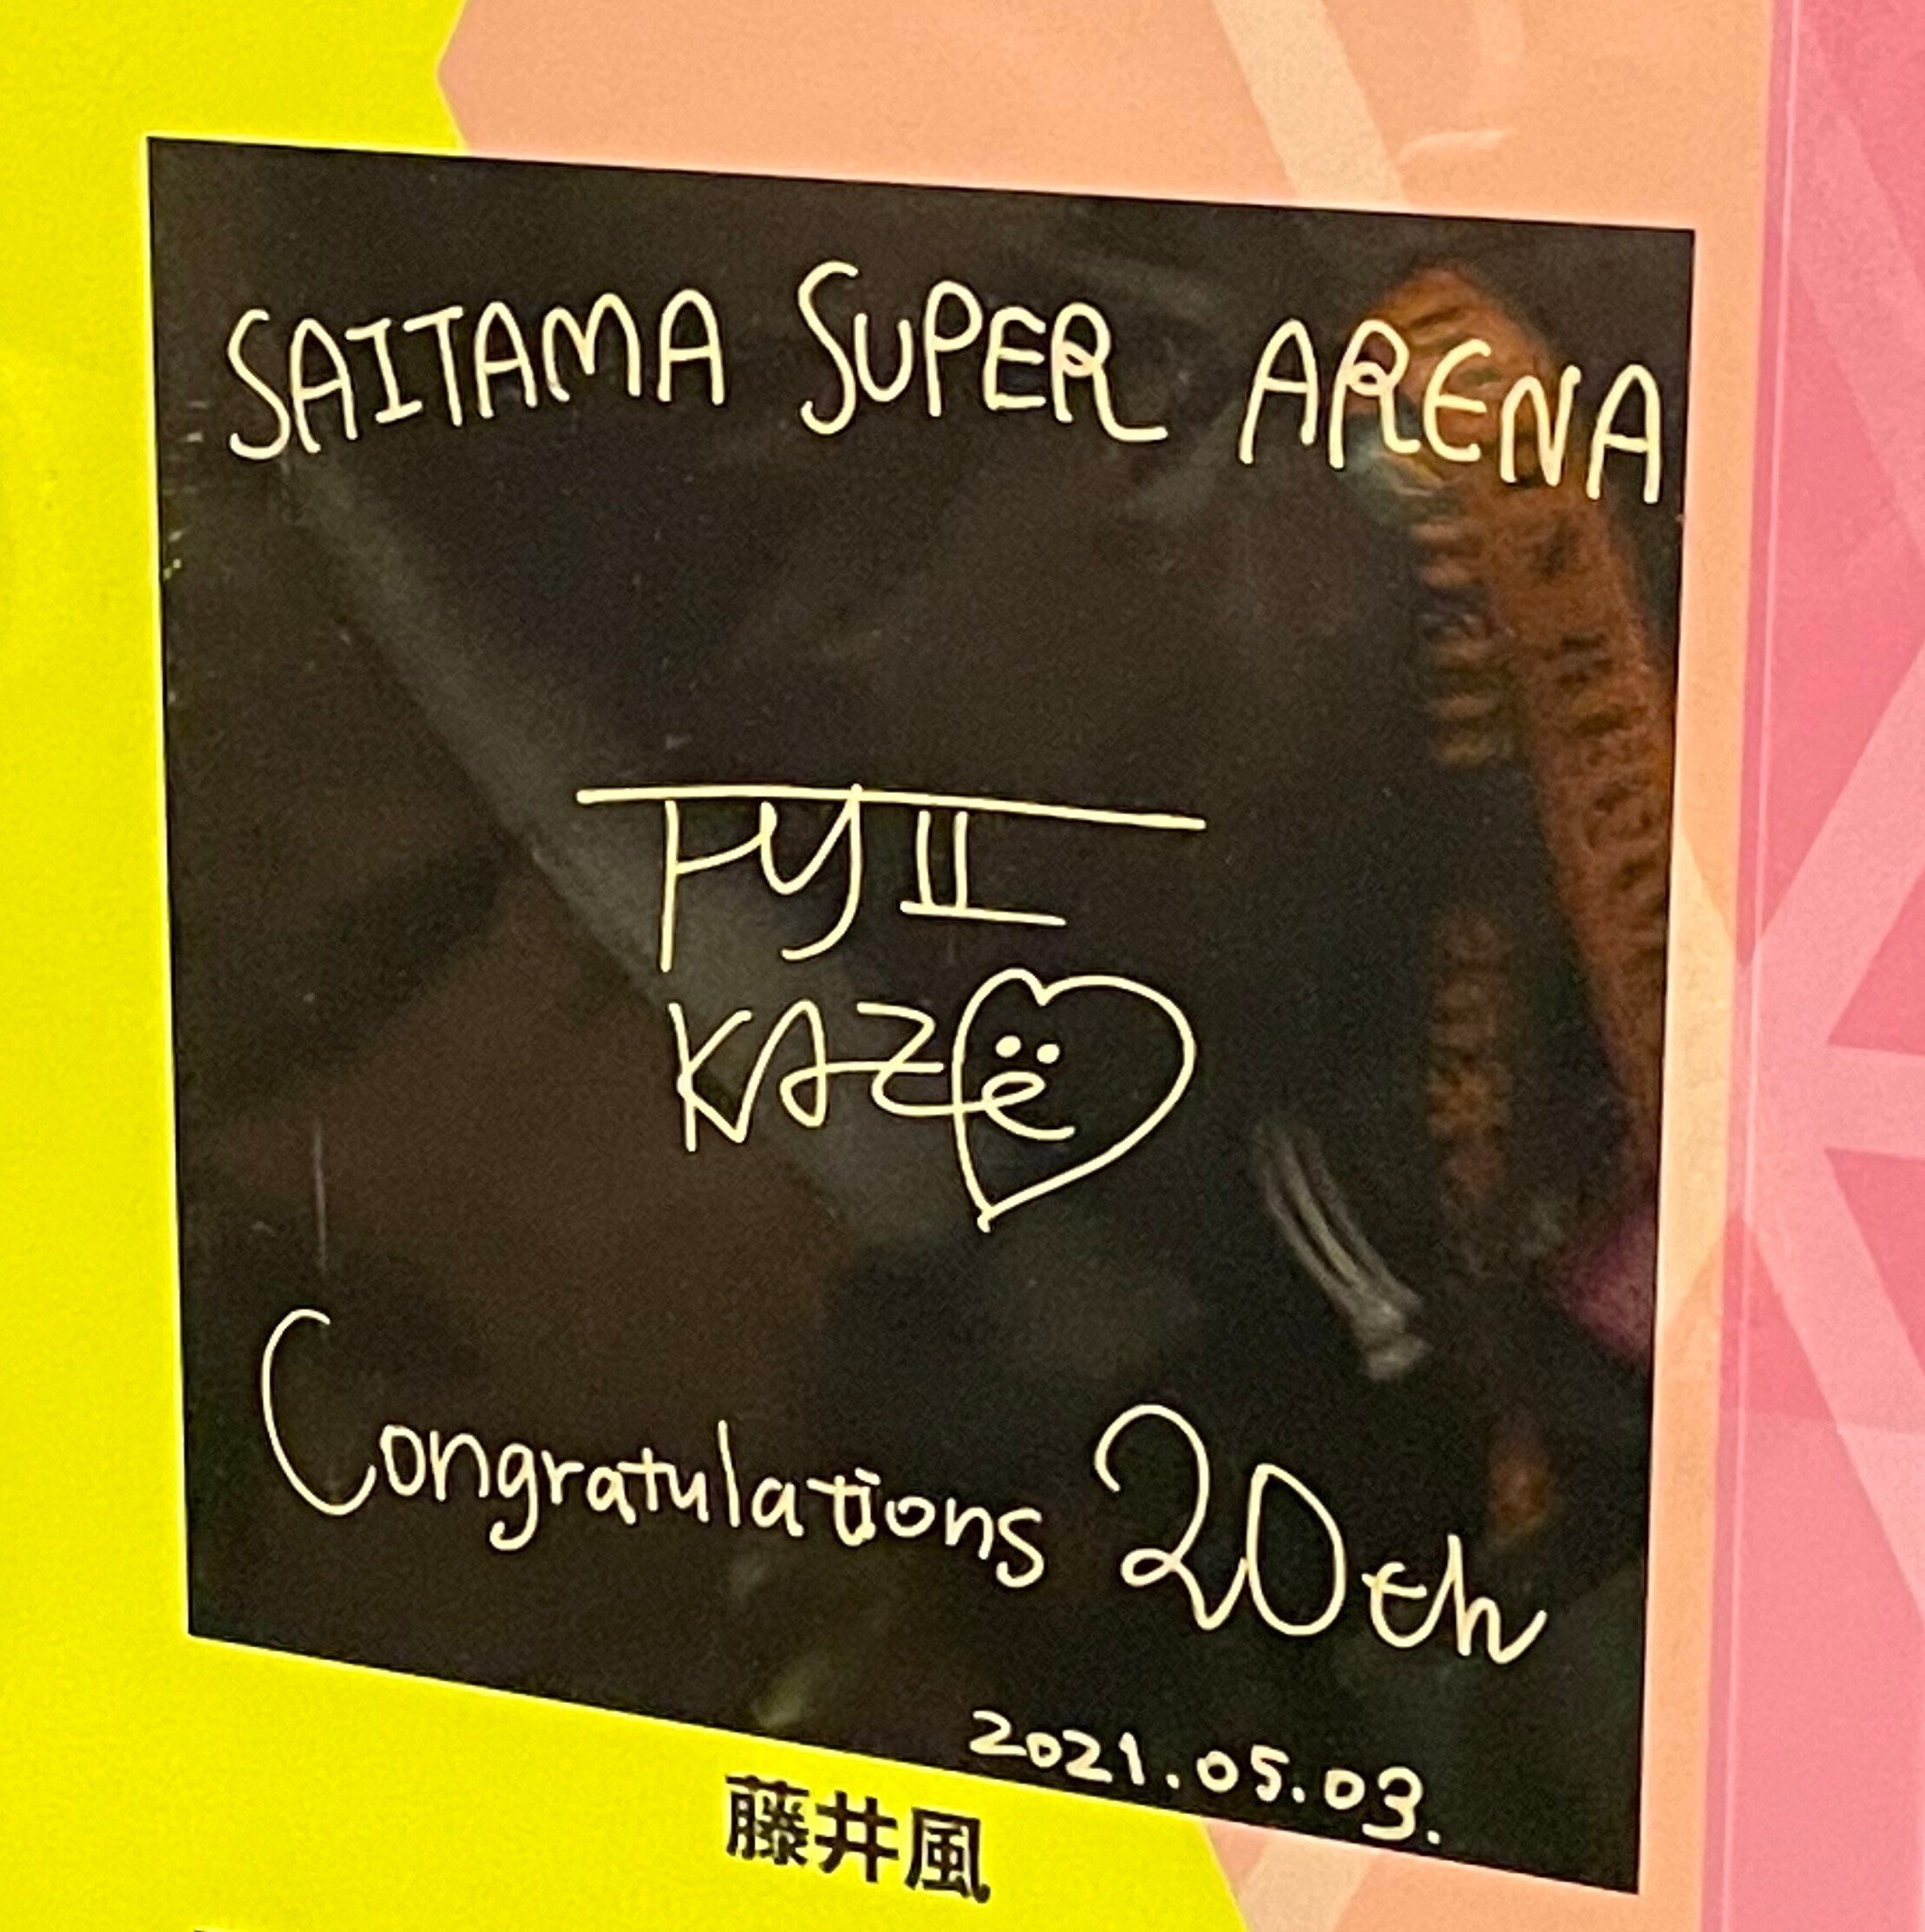 SAITAMA SUPER ARENA
FUJII
KAZE
Congratulations 20th
2021.05.03.
藤井風